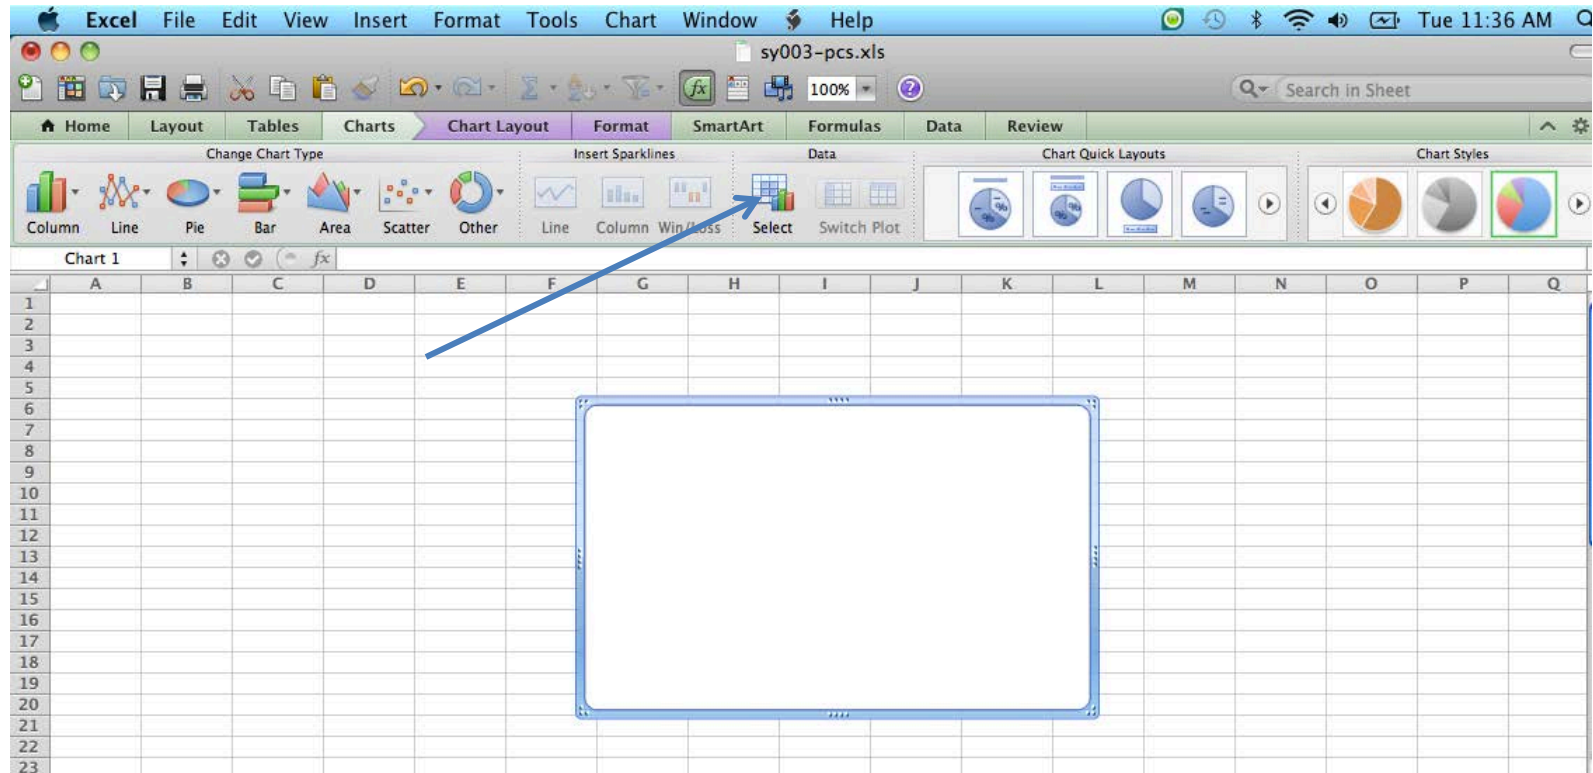 Excel File Edit View Insert Format Tools Chart Window Help Tue 11:36 AM
sy003-pcs.xls
fx 100% ? Search in Sheet
Home Layout Tables Charts Chart Layout Format SmartArt Formulas Data Review
Change Chart Type Insert Sparklines Data Chart Quick Layouts Chart Styles
Column Line Pie Bar Area Scatter Other Line Column Win/Loss Select Switch Plot
Chart 1 fx
A B C D E F G H I J K L M N O P Q
1
2
3
4
5
6
7
8
9
10
11
12
13
14
15
16
17
18
19
20
21
22
23